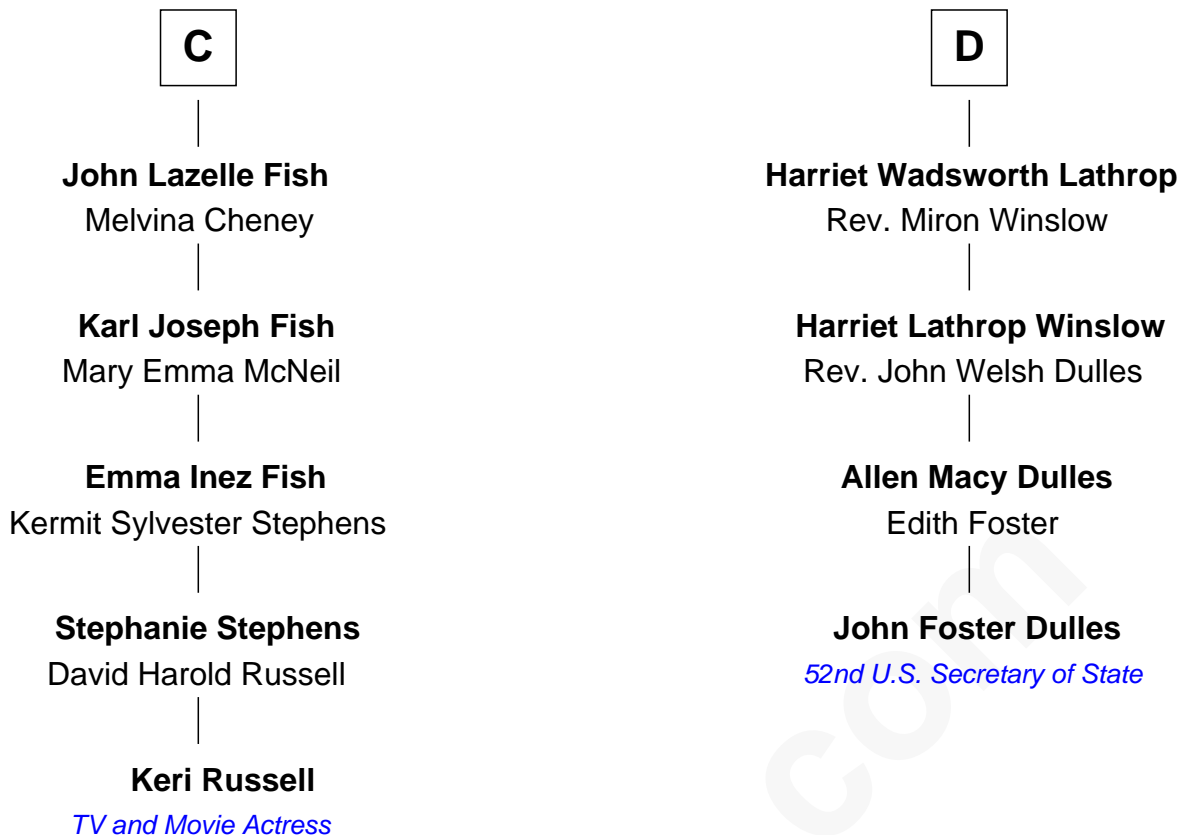 C
John Lazelle Fish
Melvina Cheney
Karl Joseph Fish
Mary Emma McNeil
Emma Inez Fish
Kermit Sylvester Stephens
Stephanie Stephens
David Harold Russell
Keri Russell
TV and Movie Actress
D
Harriet Wadsworth Lathrop
Rev. Miron Winslow
Harriet Lathrop Winslow
Rev. John Welsh Dulles
Allen Macy Dulles
Edith Foster
John Foster Dulles
52nd U.S. Secretary of State
com